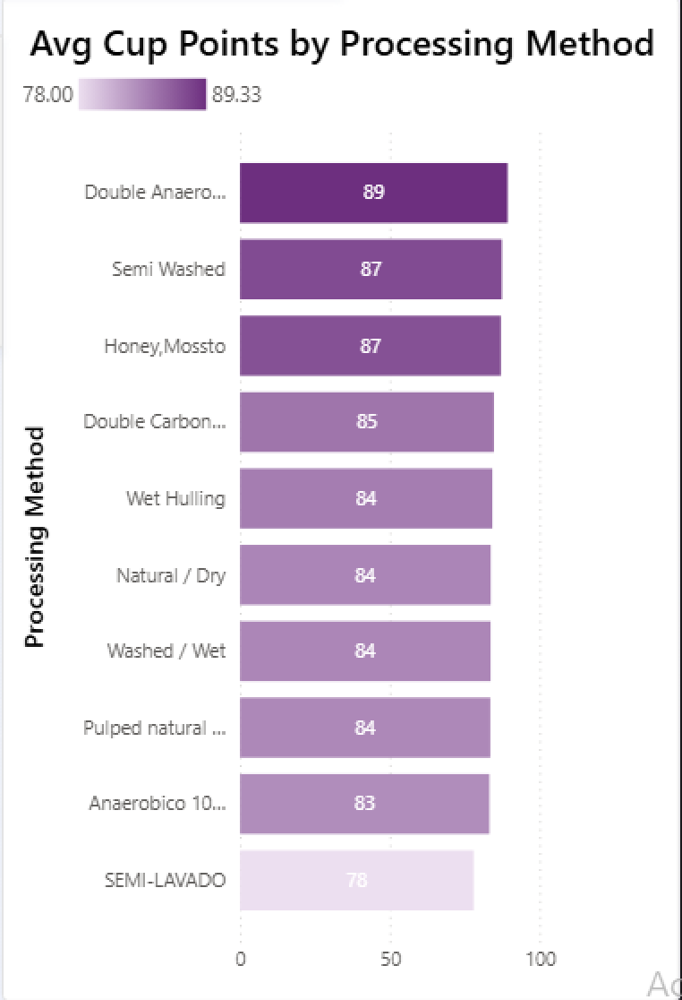 Avg Cup Points by Processing Method
78.00 89.33
Double Anaero... 89
Semi Washed 87
Honey,Mossto 87
Double Carbon... 85
Processing Method
Wet Hulling 84
Natural / Dry 84
Washed / Wet 84
Pulped natural ... 84
Anaerobico 10... 83
SEMI-LAVADO 78
0 50 100